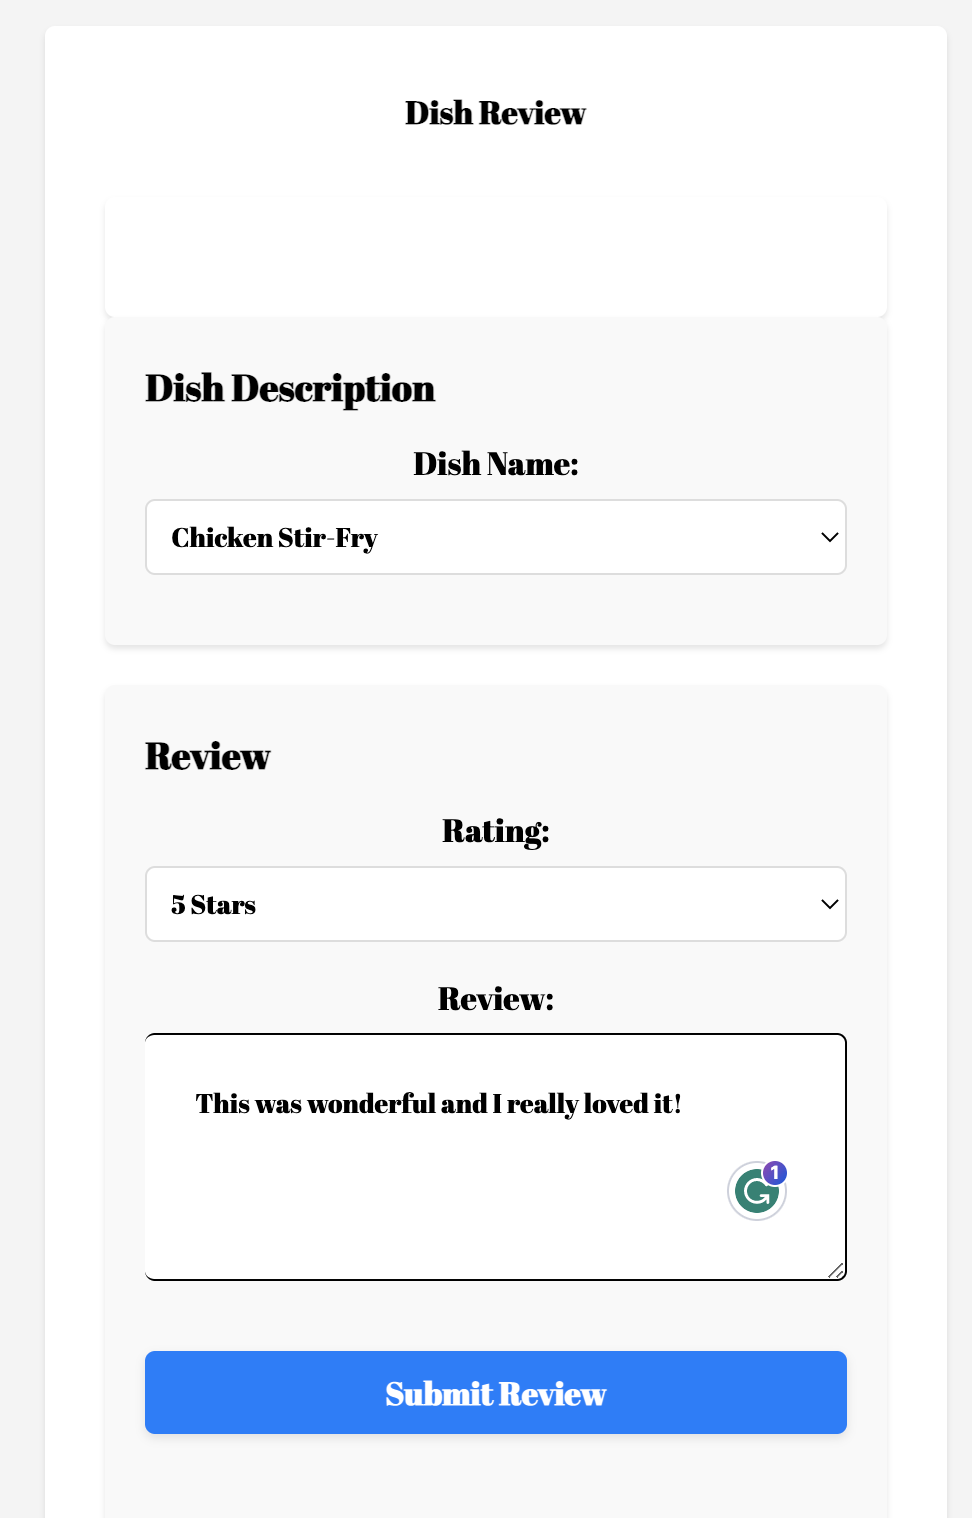 Dish Review
Dish Description
Dish Name:
Chicken Stir-Fry
Review
Rating:
5 Stars
Review:
This was wonderful and I really loved it!
1
Submit Review